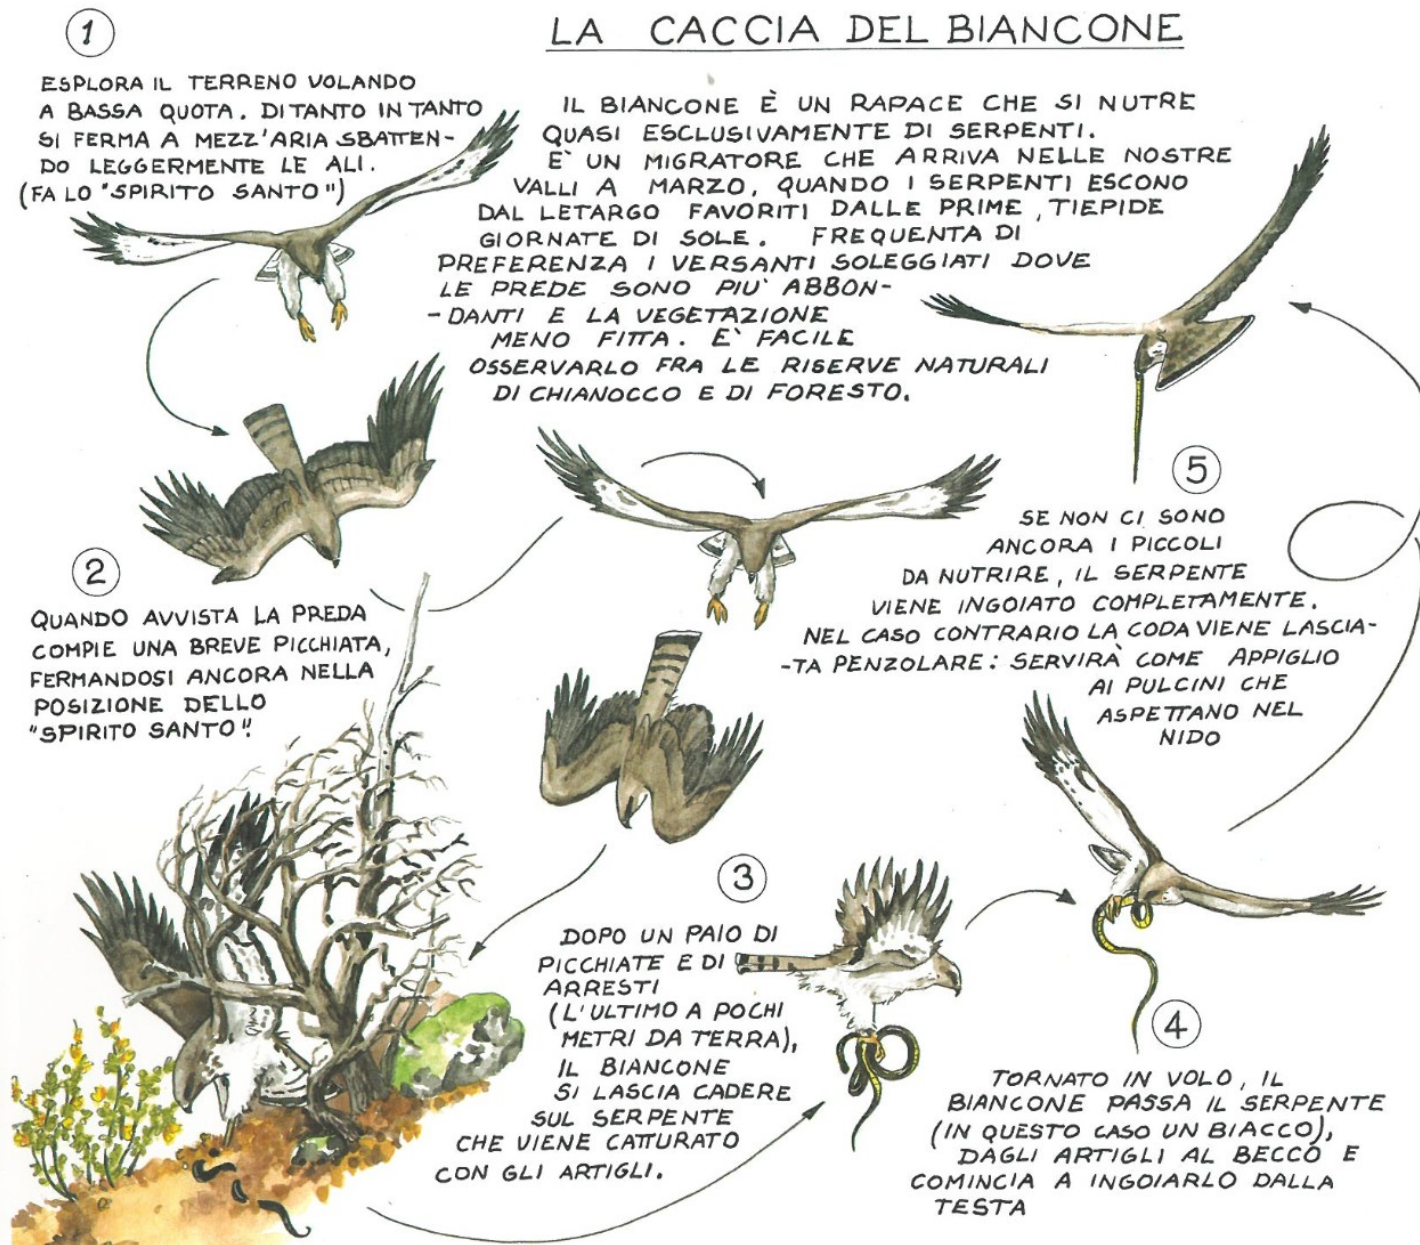 LA CACCIA DEL BIANCONE
1
ESPLORA IL TERRENO VOLANDO
A BASSA QUOTA. DI TANTO IN TANTO
SI FERMA A MEZZ'ARIA SBATTEN-
DO LEGGERMENTE LE ALI.
(FA LO "SPIRITO SANTO")
IL BIANCONE È UN RAPACE CHE SI NUTRE
QUASI ESCLUSIVAMENTE DI SERPENTI.
E' UN MIGRATORE CHE ARRIVA NELLE NOSTRE
VALLI A MARZO, QUANDO I SERPENTI ESCONO
DAL LETARGO FAVORITI DALLE PRIME, TIEPIDE
GIORNATE DI SOLE. FREQUENTA DI
PREFERENZA I VERSANTI SOLEGGIATI DOVE
LE PREDE SONO PIU' ABBON-
-DANTI E LA VEGETAZIONE
MENO FITTA. E' FACILE
OSSERVARLO FRA LE RISERVE NATURALI
DI CHIANOCCO E DI FORESTO.
2
QUANDO AVVISTA LA PREDA
COMPIE UNA BREVE PICCHIATA,
FERMANDOSI ANCORA NELLA
POSIZIONE DELLO
"SPIRITO SANTO".
3
DOPO UN PAIO DI
PICCHIATE E DI
ARRESTI
(L'ULTIMO A POCHI
METRI DA TERRA),
IL BIANCONE
SI LASCIA CADERE
SUL SERPENTE
CHE VIENE CATTURATO
CON GLI ARTIGLI.
4
TORNATO IN VOLO, IL
BIANCONE PASSA IL SERPENTE
(IN QUESTO CASO UN BIACCO),
DAGLI ARTIGLI AL BECCO E
COMINCIA A INGOIARLO DALLA
TESTA
5
SE NON CI SONO
ANCORA I PICCOLI
DA NUTRIRE, IL SERPENTE
VIENE INGOIATO COMPLETAMENTE.
NEL CASO CONTRARIO LA CODA VIENE LASCIA-
-TA PENZOLARE: SERVIRÀ COME APPIGLIO
AI PULCINI CHE
ASPETTANO NEL
NIDO